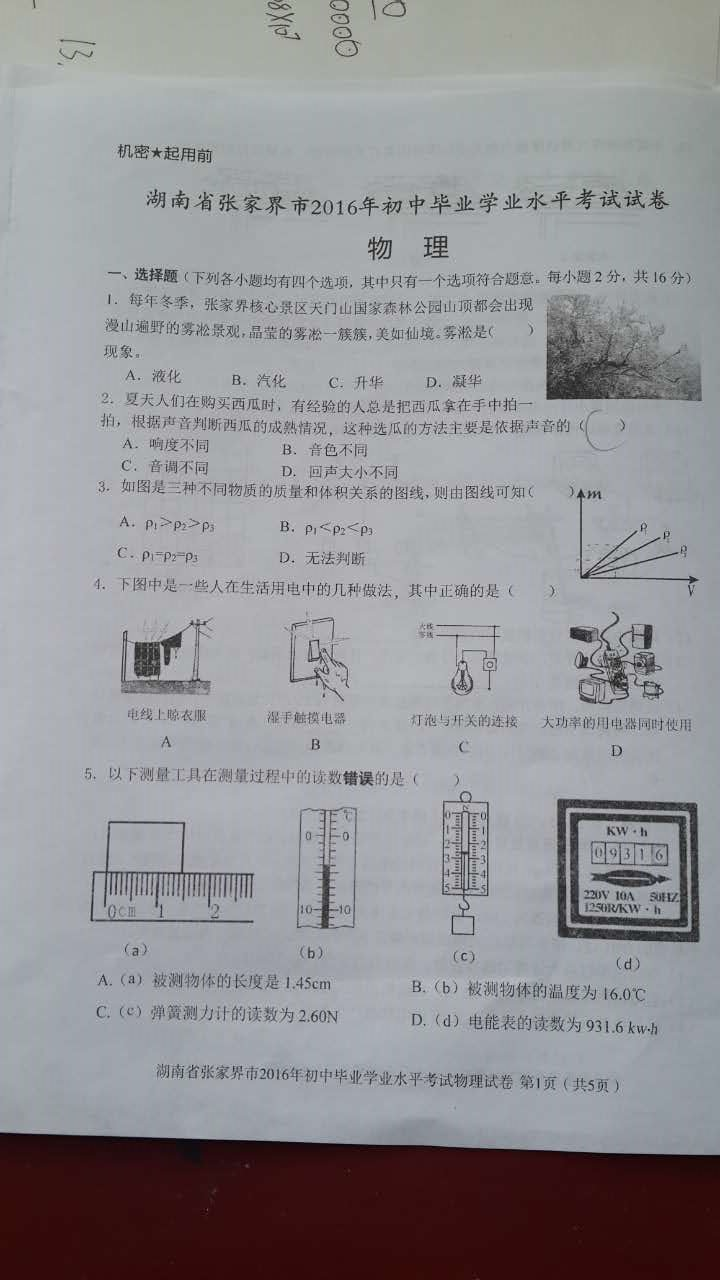 13.
8×10⁷
0000
0
机密★起用前
湖南省张家界市2016年初中毕业学业水平考试试卷
物 理
一、选择题（下列各小题均有四个选项，其中只有一个选项符合题意。每小题2分，共16分）
1．每年冬季，张家界核心景区天门山国家森林公园山顶都会出现
漫山遍野的雾凇景观,晶莹的雾凇一簇簇,美如仙境。雾凇是( )
现象。
A．液化 B．汽化 C．升华 D．凝华
2．夏天人们在购买西瓜时，有经验的人总是把西瓜拿在手中拍一
拍，根据声音判断西瓜的成熟情况，这种选瓜的方法主要是依据声音的（ C ）
A．响度不同 B．音色不同
C．音调不同 D．回声大小不同
3．如图是三种不同物质的质量和体积关系的图线,则由图线可知( )
m
A．ρ1＞ρ2＞ρ3 B．ρ1＜ρ2＜ρ3
C．ρ1=ρ2=ρ3 D．无法判断
V
4．下图中是一些人在生活用电中的几种做法，其中正确的是（ ）
火线
零线
电线上晾衣服 湿手触摸电器 灯泡与开关的连接 大功率的用电器同时使用
A B C D
5．以下测量工具在测量过程中的读数错误的是（ ）
0cm 1 2
℃
0 0
10 10
N
0 0
1 1
2 2
3 3
4 4
5 5
KW·h
0 9 3 1 6
220V 10A 50HZ
1250R/KW·h
(a) (b) (c) (d)
A.（a）被测物体的长度是1.45cm B.（b）被测物体的温度为16.0℃
C.（c）弹簧测力计的读数为2.60N D.（d）电能表的读数为931.6 kw·h
湖南省张家界市2016年初中毕业学业水平考试物理试卷 第1页（共5页）